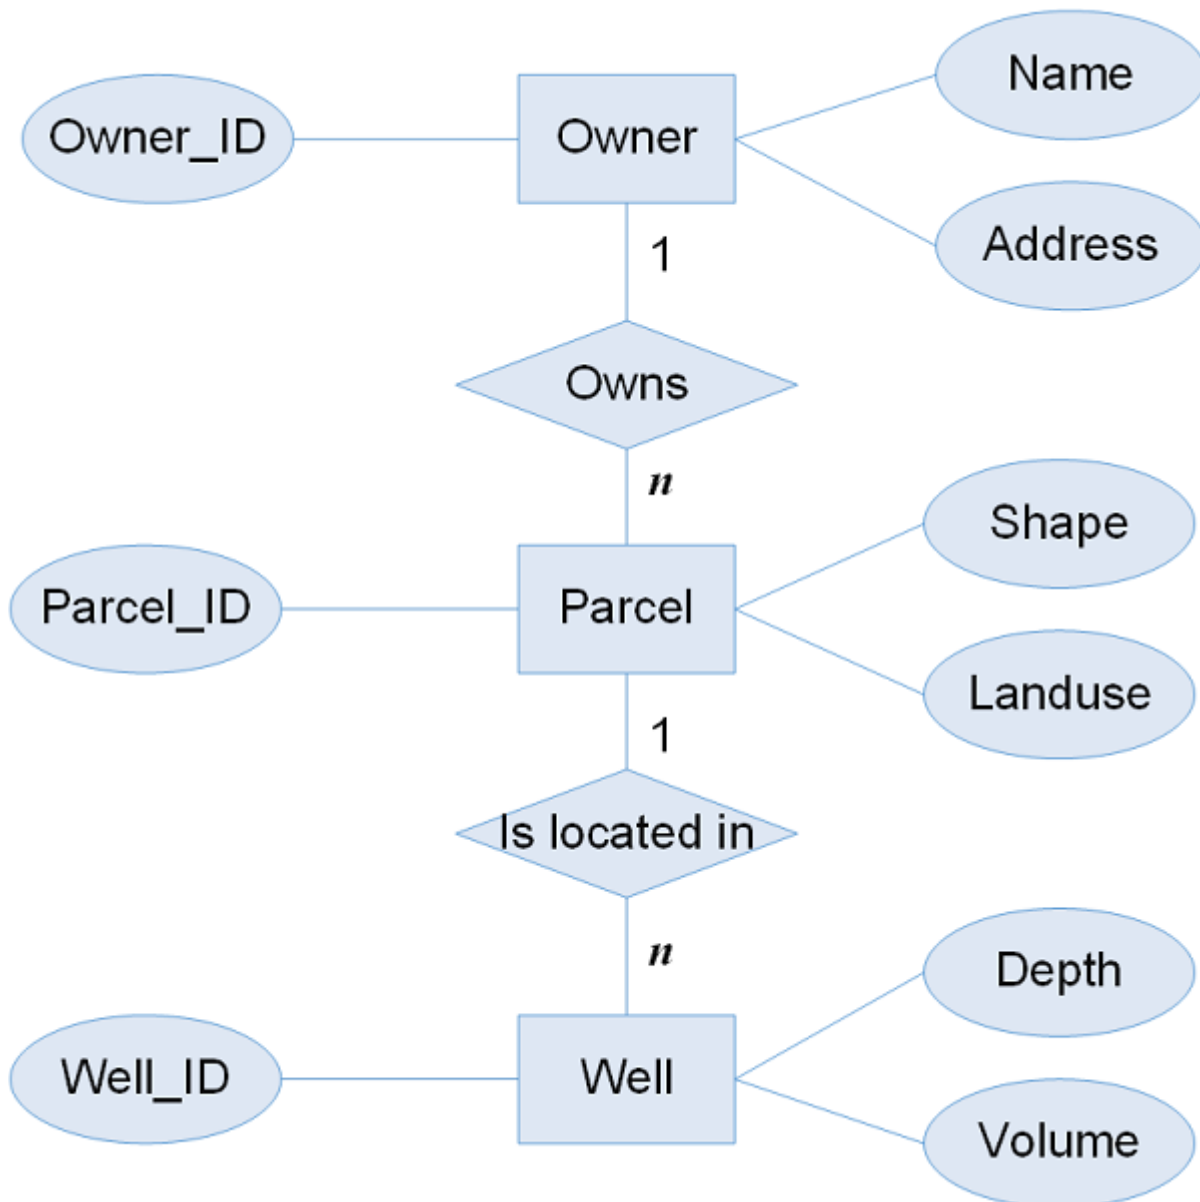 Name
Owner_ID
Owner
Address
1
Owns
n
Shape
Parcel_ID
Parcel
Landuse
1
Is located in
n
Depth
Well_ID
Well
Volume